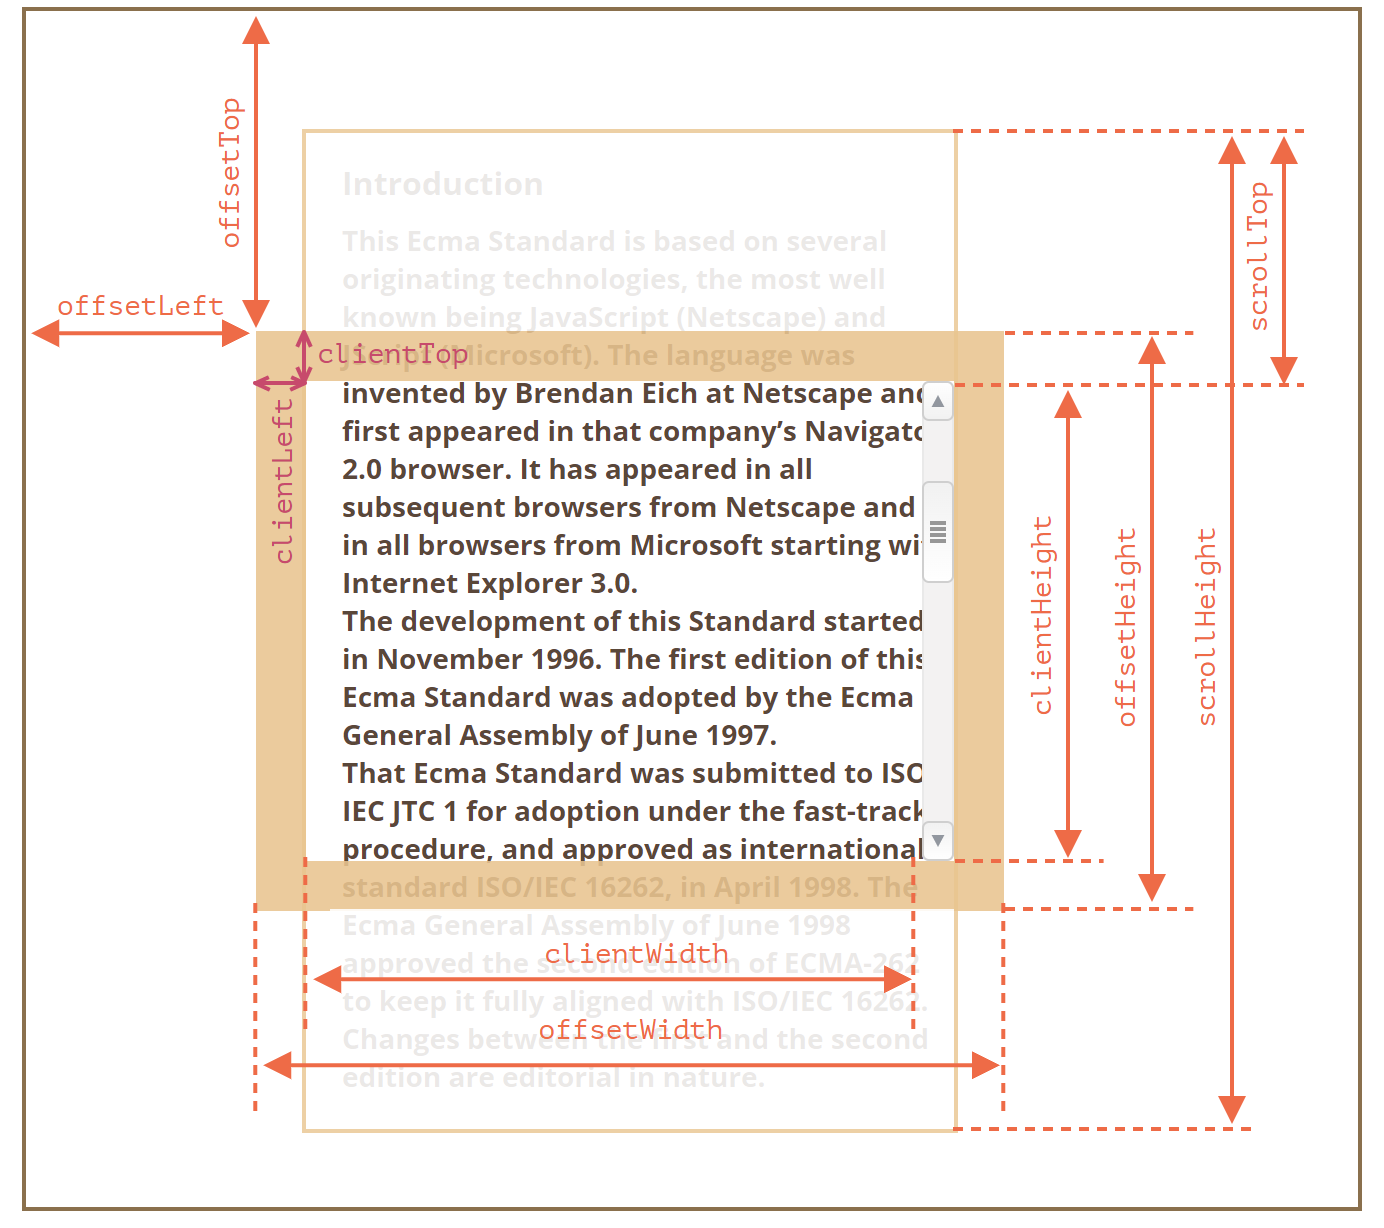 offsetTop
Introduction
This Ecma Standard is based on several
originating technologies, the most well
known being JavaScript (Netscape) and
scrollTop
offsetLeft
clientTop
JScript (Microsoft). The language was
invented by Brendan Eich at Netscape and
first appeared in that company’s Navigato
2.0 browser. It has appeared in all
subsequent browsers from Netscape and
in all browsers from Microsoft starting wi
Internet Explorer 3.0.
clientLeft
The development of this Standard started
in November 1996. The first edition of this
Ecma Standard was adopted by the Ecma
General Assembly of June 1997.
clientHeight
offsetHeight
scrollHeight
That Ecma Standard was submitted to ISO
IEC JTC 1 for adoption under the fast-track
procedure, and approved as international
standard ISO/IEC 16262, in April 1998. The
Ecma General Assembly of June 1998
clientWidth
approved the second edition of ECMA-262
to keep it fully aligned with ISO/IEC 16262.
offsetWidth
Changes between the first and the second
edition are editorial in nature.